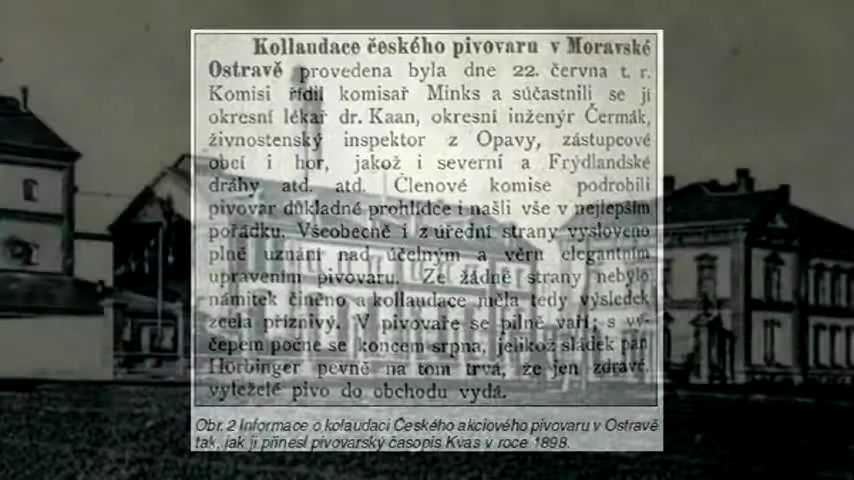 Kollaudace českého pivovaru v Moravské
Ostravě provedena byla dne 22. června t. r.
Komisi řídil komisař Minks a súčastnili se jí
okresní lékař dr. Kaan, okresní inženýr Čermák,
živnostenský inspektor z Opavy, zástupcové
obcí i hor, jakož i severní a Frýdlandské
dráhy atd. atd. Členové komise podrobili
pivovar důkladné prohlídce i našli vše v nejlepším
pořádku. Všeobecně i z úřední strany vysloveno
plné uznání nad účelným a věru elegantním
upravením pivovaru. Ze žádné strany nebylo
námitek činěno a kollaudace měla tedy výsledek
zcela příznivý. V pivovaře se pilně vaří; s vý-
čepem počne se koncem srpna, jelikož sládek pan
Hörbinger pevně na tom trvá, že jen zdravé,
vyleželé pivo do obchodu vydá.
Obr. 2 Informace o kolaudaci Českého akciového pivovaru v Ostravě
tak, jak ji přinesl pivovarský časopis Kvas v roce 1898.